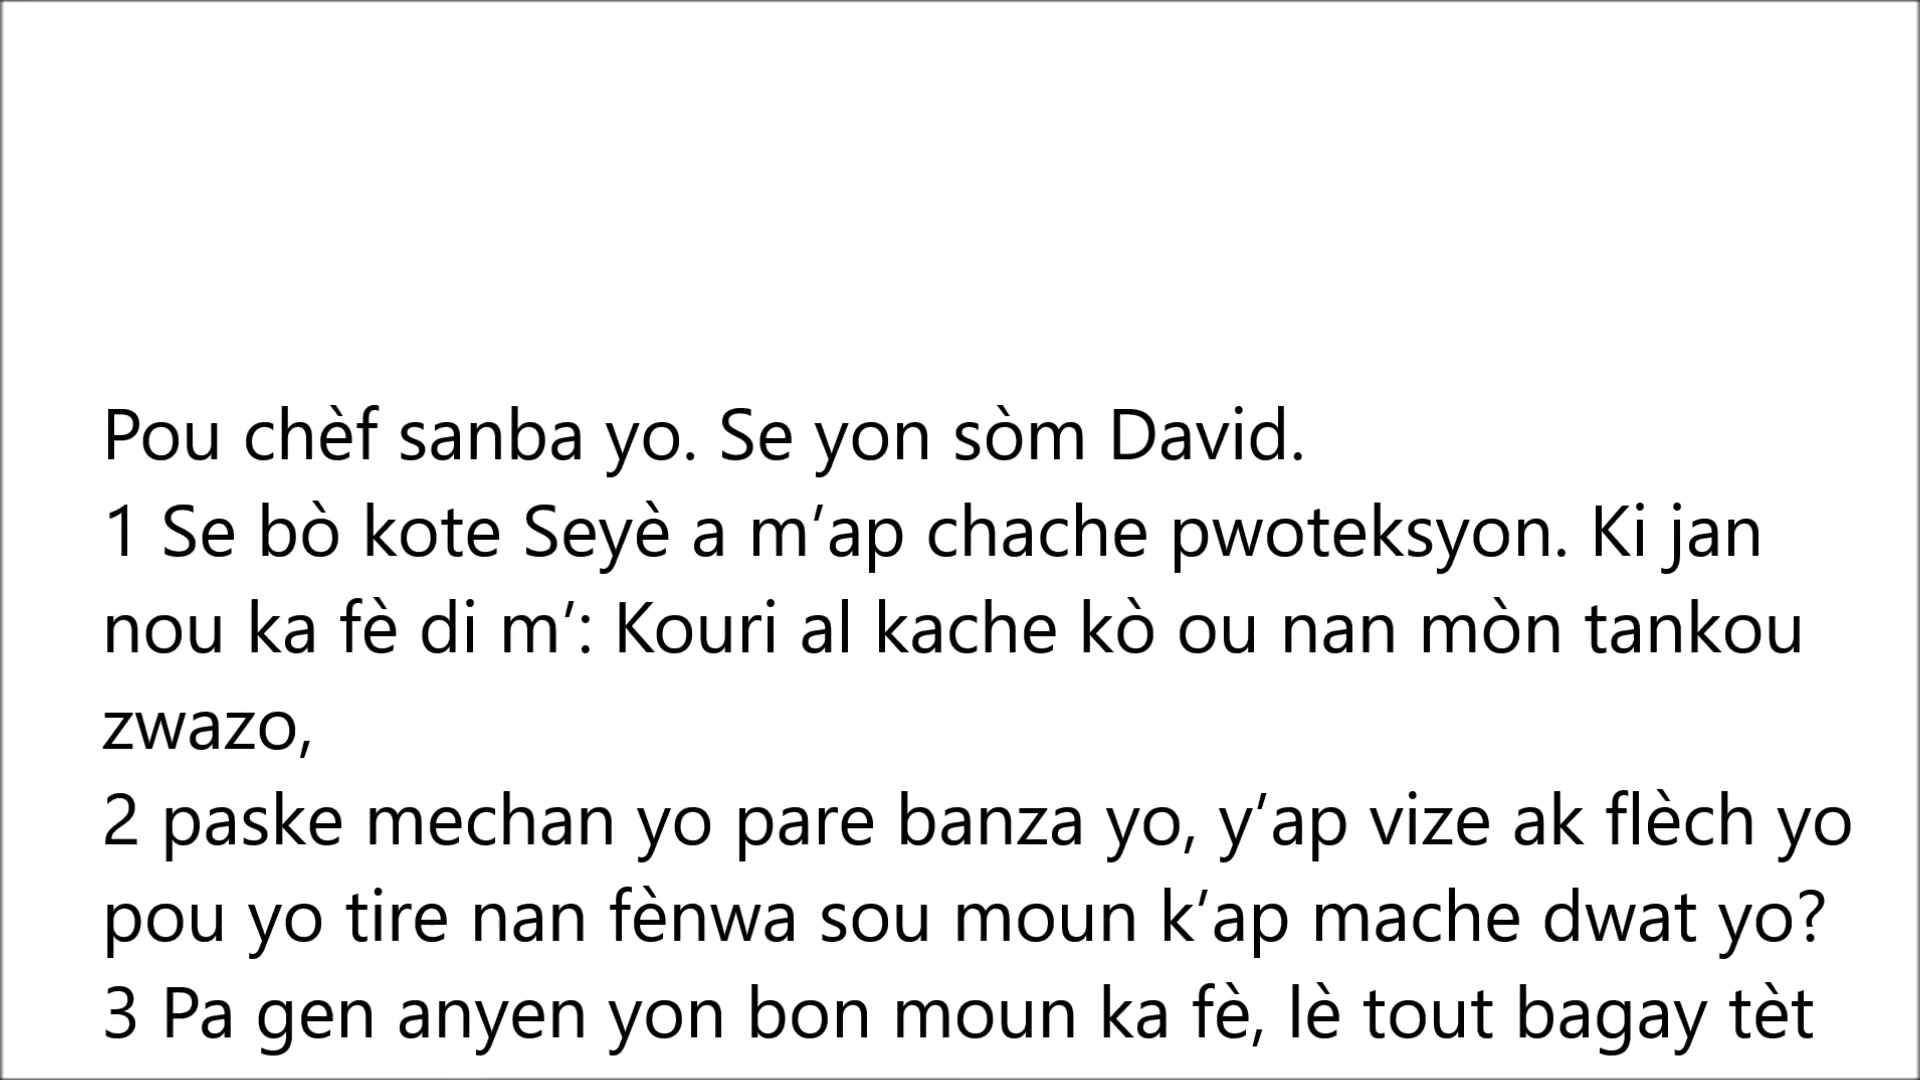 Pou chèf sanba yo. Se yon sòm David.
1 Se bò kote Seyè a m’ap chache pwoteksyon. Ki jan
nou ka fè di m’: Kouri al kache kò ou nan mòn tankou
zwazo,
2 paske mechan yo pare banza yo, y’ap vize ak flèch yo
pou yo tire nan fènwa sou moun k’ap mache dwat yo?
3 Pa gen anyen yon bon moun ka fè, lè tout bagay tèt